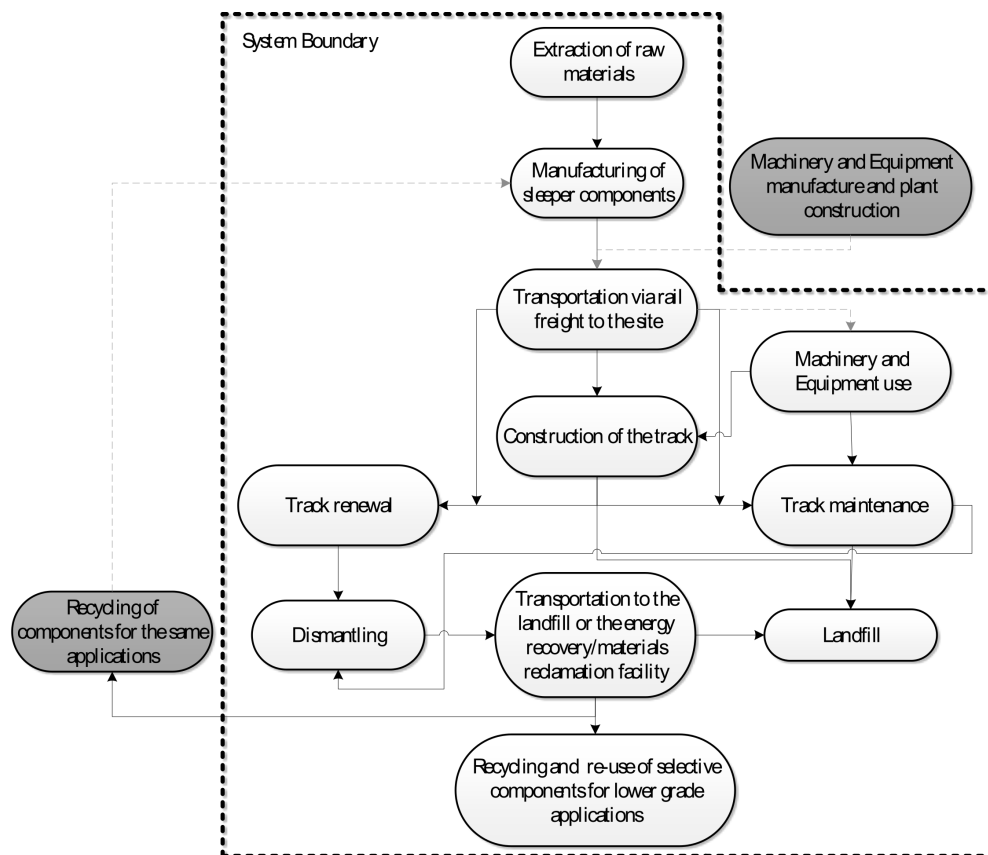 System Boundary
Extraction of raw
materials
Manufacturing of
sleeper components
Machinery and Equipment
manufacture and plant
construction
Transportation via rail
freight to the site
Machinery and
Equipment use
Construction of the track
Track renewal
Track maintenance
Recycling of
components for the same
applications
Dismantling
Transportation to the
landfill or the energy
recovery/materials
reclamation facility
Landfill
Recycling and re-use of selective
components for lower grade
applications